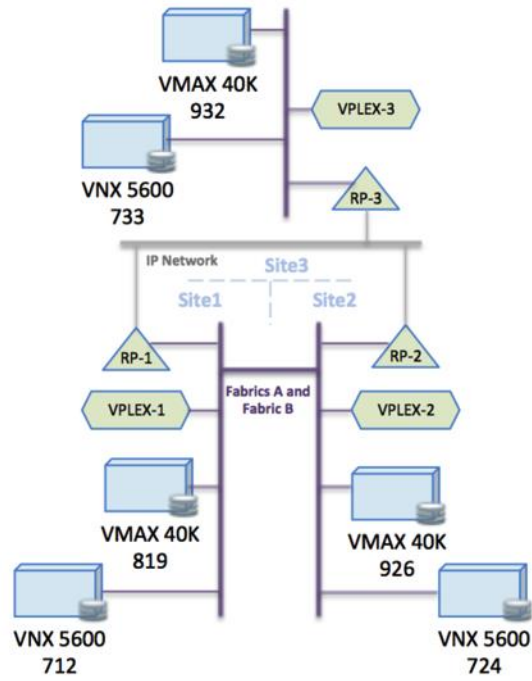 VMAX 40K
932
VPLEX-3
VNX 5600
733
RP-3
IP Network
Site3
Site1
Site2
RP-1
RP-2
Fabrics A and
Fabric B
VPLEX-1
VPLEX-2
VMAX 40K
819
VMAX 40K
926
VNX 5600
712
VNX 5600
724